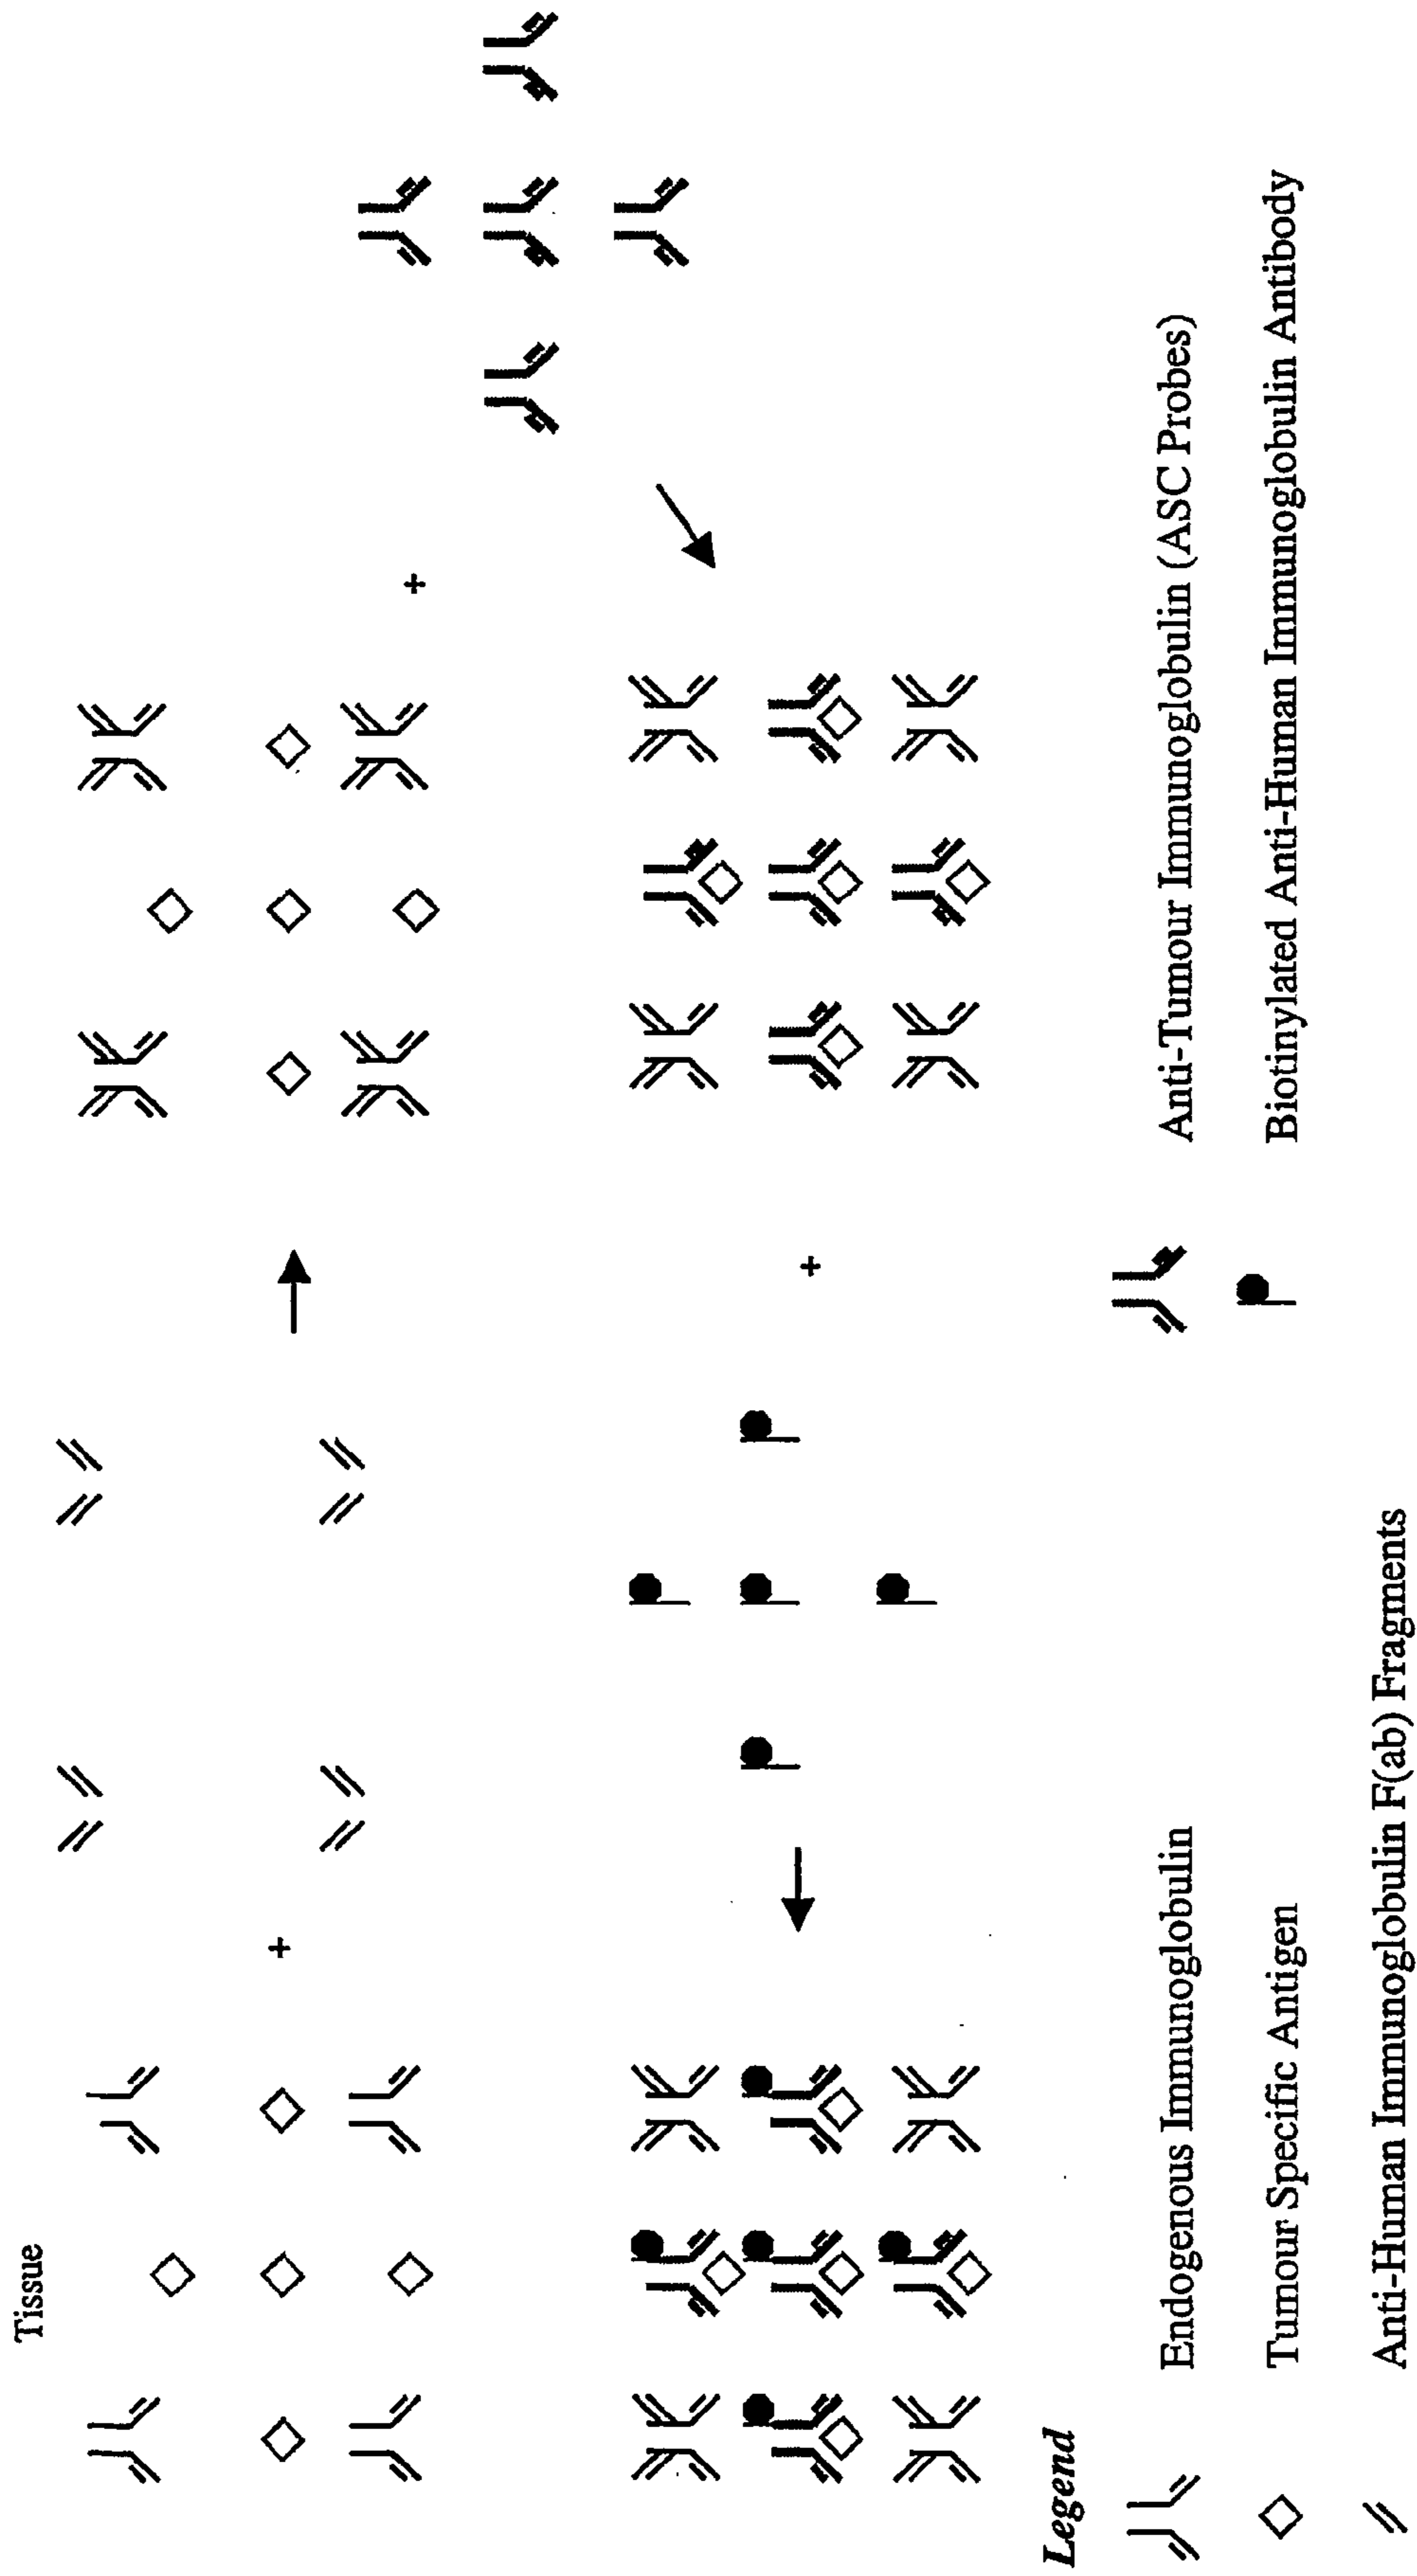 Tissue
+
+
+
Legend
Endogenous Immunoglobulin
Tumour Specific Antigen
Anti-Human Immunoglobulin F(ab) Fragments
Anti-Tumour Immunoglobulin (ASC Probes)
Biotinylated Anti-Human Immunoglobulin Antibody